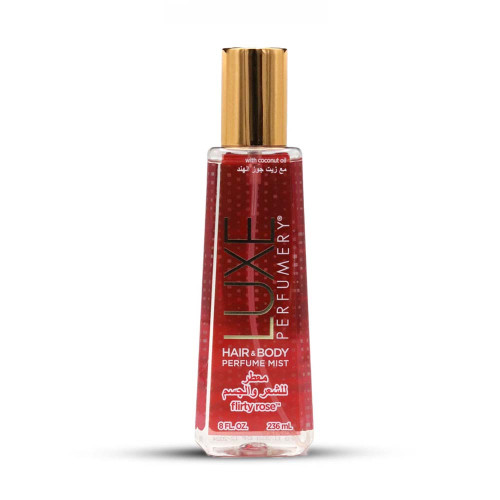 with coconut oil
مع زيت جوز الهند
LUXE
PERFUMERY®
HAIR & BODY
PERFUME MIST
معطر
للشعر والجسم
flirty rose™
8 FL. OZ. 236 mL